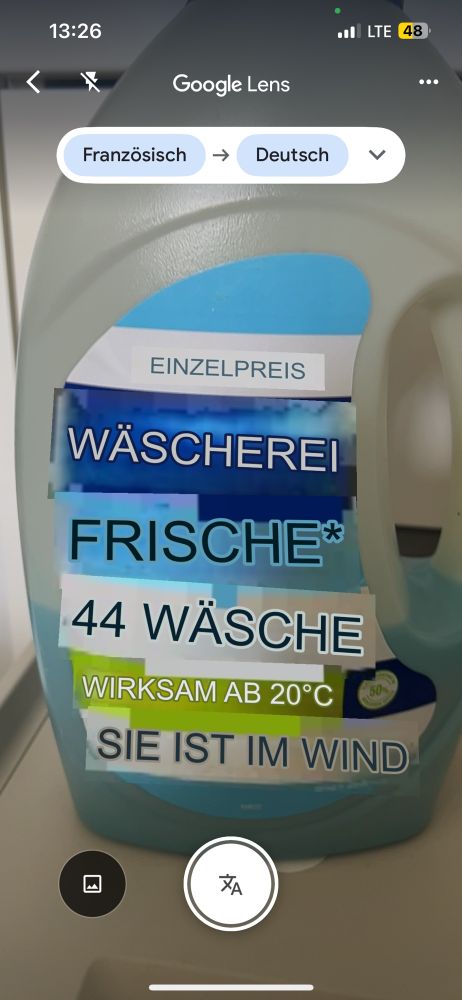 13:26
LTE 48
Google Lens
Französisch → Deutsch
EINZELPREIS
WÄSCHEREI
FRISCHE*
44 WÄSCHE
WIRKSAM AB 20°C
50%
SIE IST IM WIND